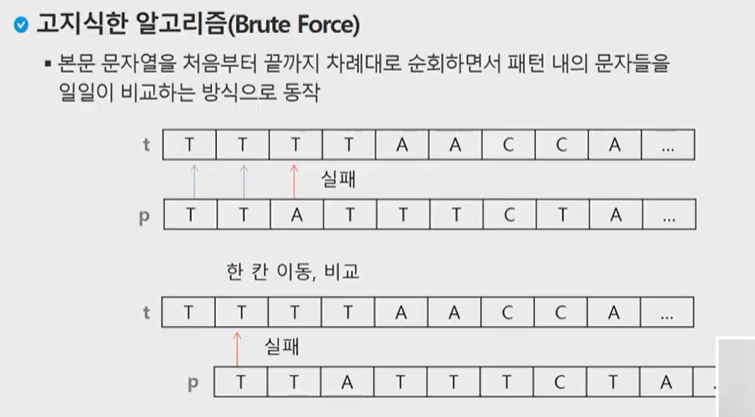 고지식한 알고리즘(Brute Force)
▪ 본문 문자열을 처음부터 끝까지 차례대로 순회하면서 패턴 내의 문자들을
일일이 비교하는 방식으로 동작
t T T T T A A C C A ...
실패
p T T A T T T C T A ...
한 칸 이동, 비교
t T T T T A A C C A ...
실패
p T T A T T T C T A .